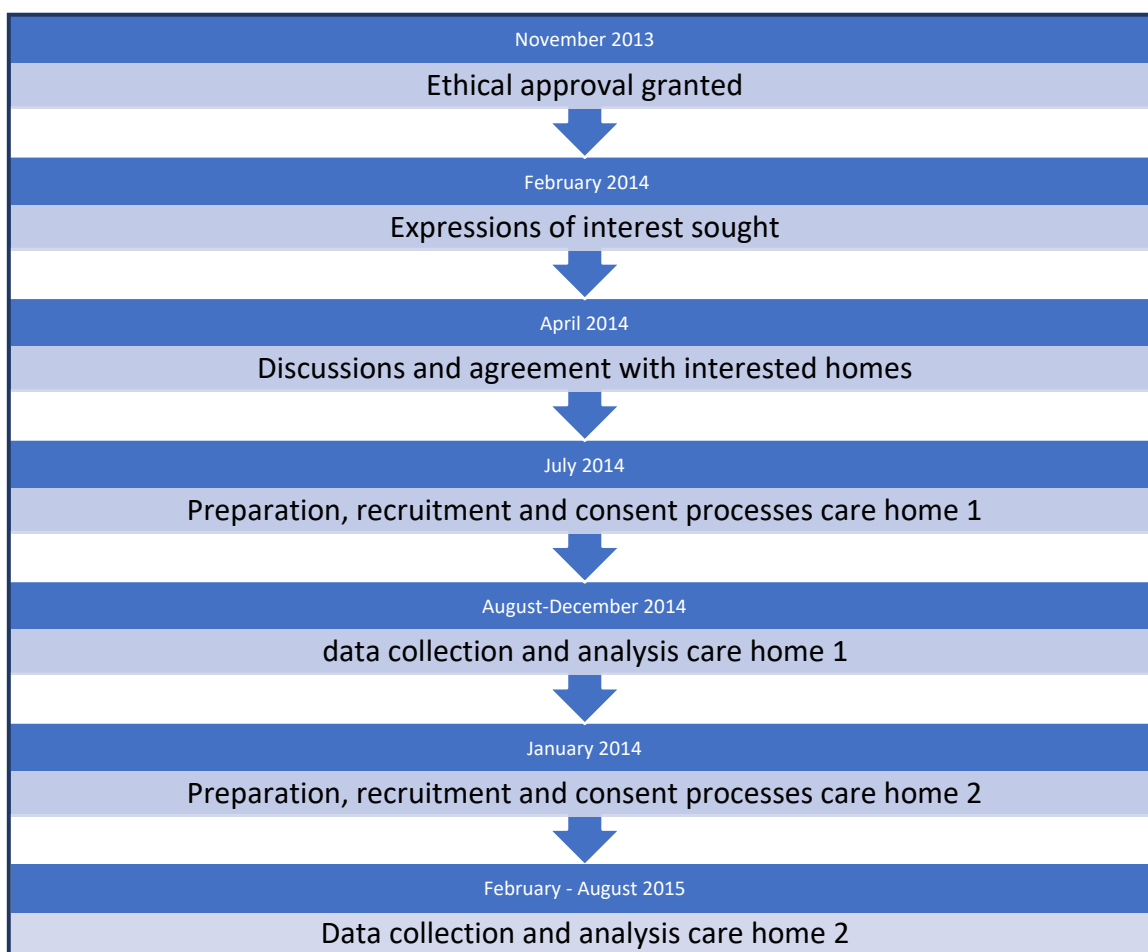 November 2013
Ethical approval granted
February 2014
Expressions of interest sought
April 2014
Discussions and agreement with interested homes
July 2014
Preparation, recruitment and consent processes care home 1
August-December 2014
data collection and analysis care home 1
January 2014
Preparation, recruitment and consent processes care home 2
February - August 2015
Data collection and analysis care home 2